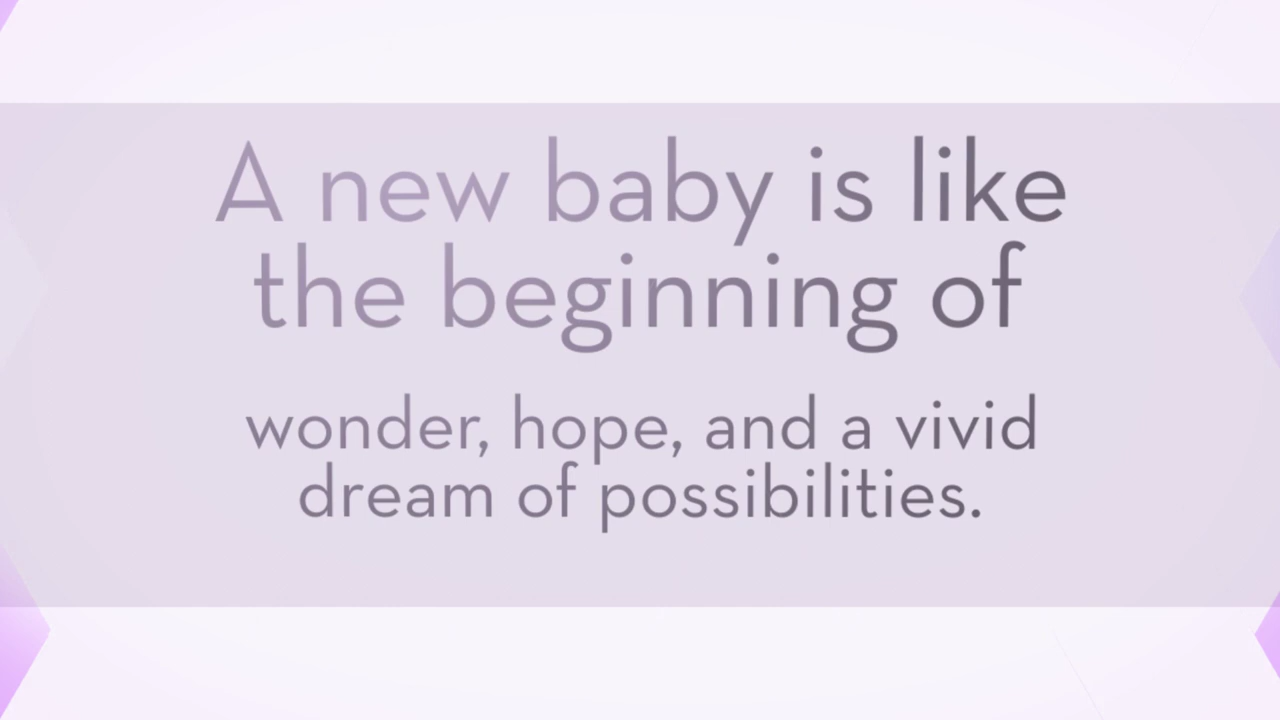 A new baby is like
the beginning of
wonder, hope, and a vivid
dream of possibilities.